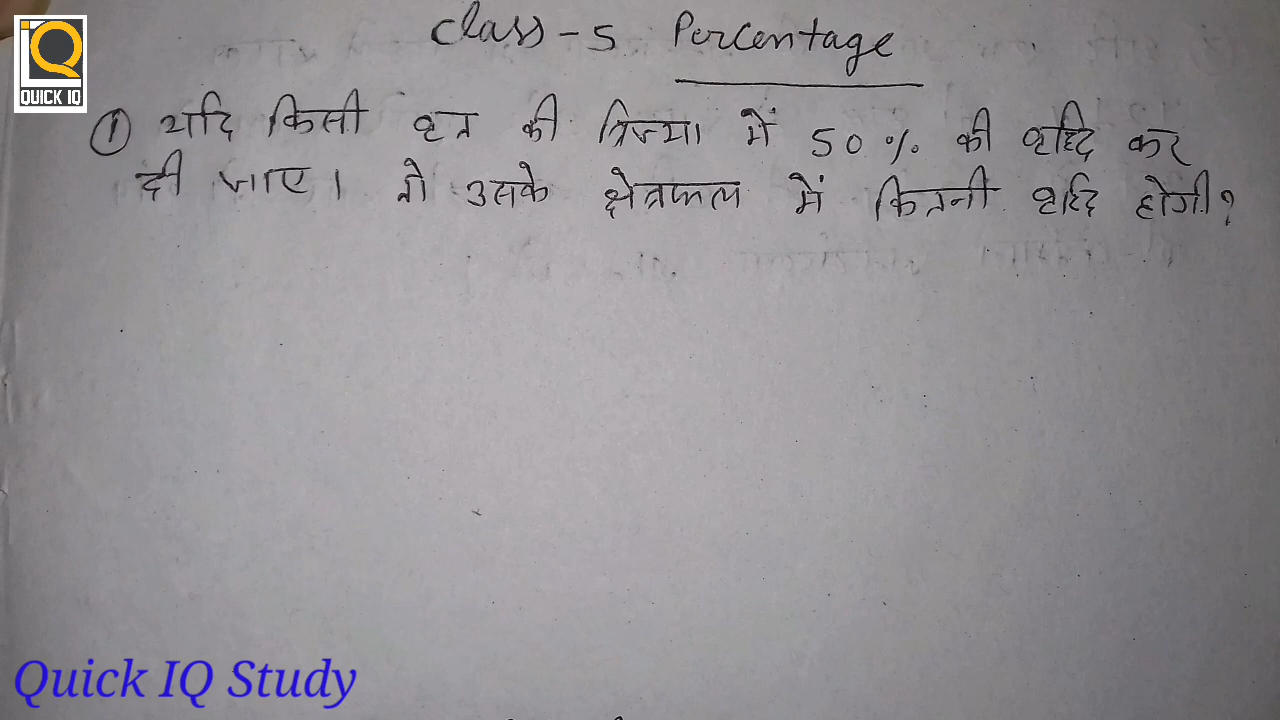 QUICK IQ
Class - 5 Percentage
① यदि किसी वृत्त की त्रिज्या में 50% की वृद्धि कर
दी जाए। तो उसके क्षेत्रफल में कितनी वृद्धि होगी?
Quick IQ Study